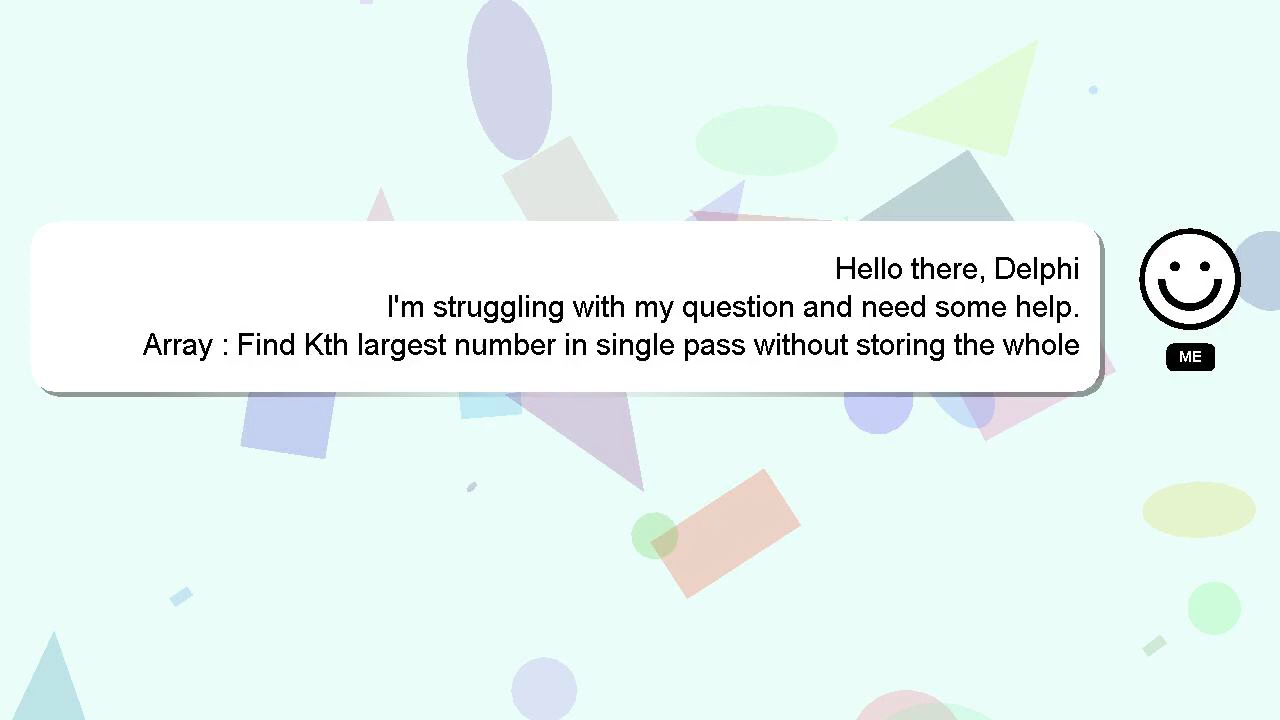 Hello there, Delphi
I'm struggling with my question and need some help.
Array : Find Kth largest number in single pass without storing the whole
ME